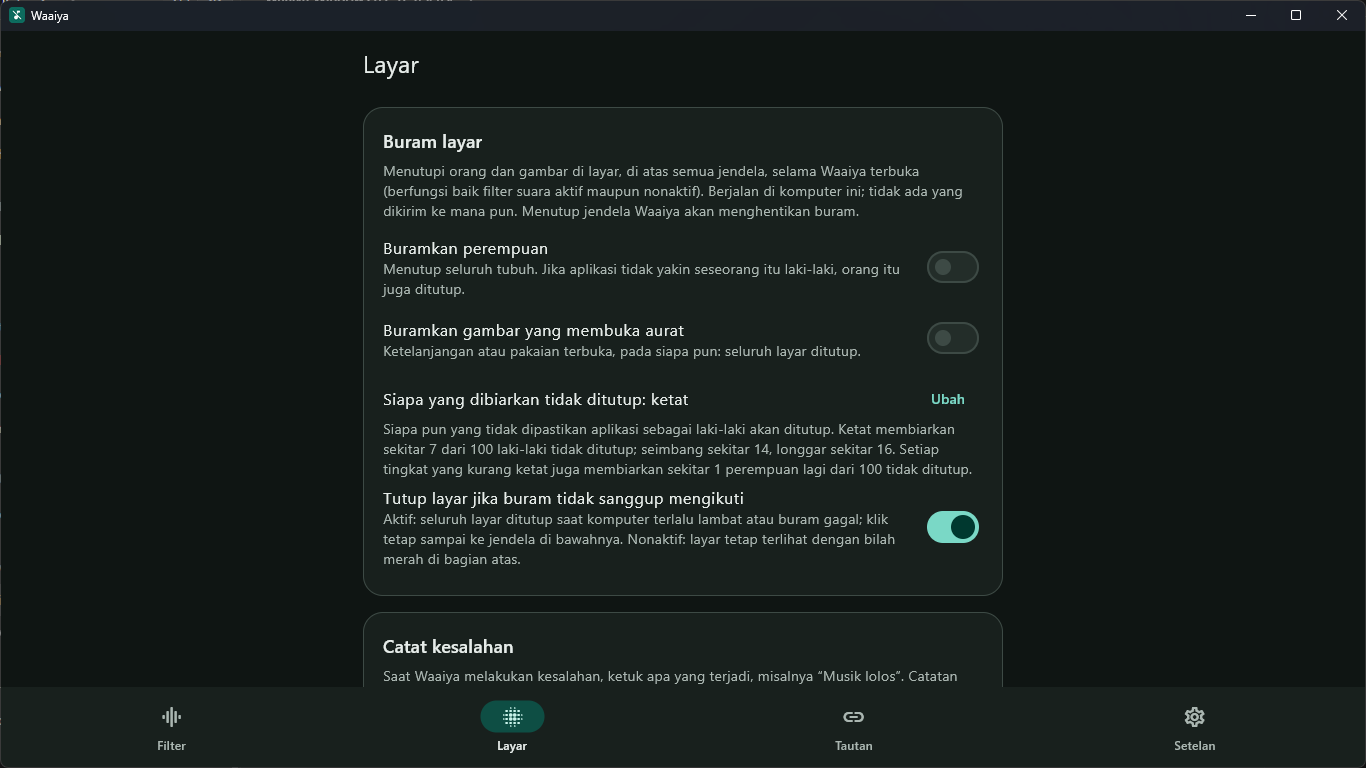 Waaiya
Layar
Buram layar
Menutupi orang dan gambar di layar, di atas semua jendela, selama Waaiya terbuka
(berfungsi baik filter suara aktif maupun nonaktif). Berjalan di komputer ini; tidak ada yang
dikirim ke mana pun. Menutup jendela Waaiya akan menghentikan buram.
Buramkan perempuan
Menutup seluruh tubuh. Jika aplikasi tidak yakin seseorang itu laki-laki, orang itu
juga ditutup.
Buramkan gambar yang membuka aurat
Ketelanjangan atau pakaian terbuka, pada siapa pun: seluruh layar ditutup.
Siapa yang dibiarkan tidak ditutup: ketat
Ubah
Siapa pun yang tidak dipastikan aplikasi sebagai laki-laki akan ditutup. Ketat membiarkan
sekitar 7 dari 100 laki-laki tidak ditutup; seimbang sekitar 14, longgar sekitar 16. Setiap
tingkat yang kurang ketat juga membiarkan sekitar 1 perempuan lagi dari 100 tidak ditutup.
Tutup layar jika buram tidak sanggup mengikuti
Aktif: seluruh layar ditutup saat komputer terlalu lambat atau buram gagal; klik
tetap sampai ke jendela di bawahnya. Nonaktif: layar tetap terlihat dengan bilah
merah di bagian atas.
Catat kesalahan
Saat Waaiya melakukan kesalahan, ketuk apa yang terjadi, misalnya “Musik lolos”. Catatan
Filter
Layar
Tautan
Setelan